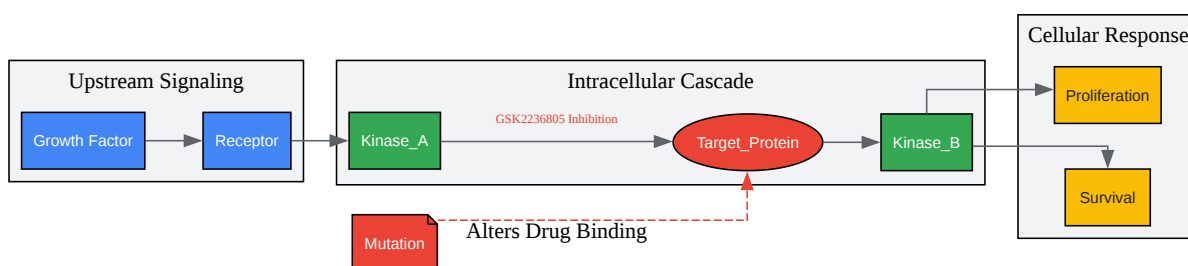 Upstream Signaling
Growth Factor
Receptor
Intracellular Cascade
Kinase_A
GSK2236805 Inhibition
Target_Protein
Kinase_B
Cellular Response
Proliferation
Survival
Mutation
Alters Drug Binding